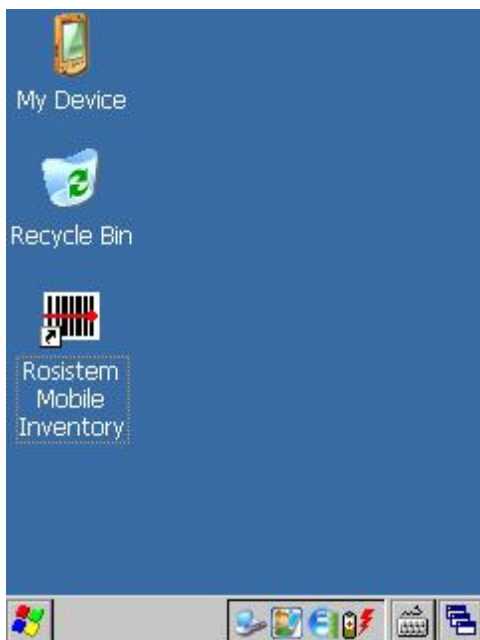 My Device
Recycle Bin
Rosistem
Mobile
Inventory